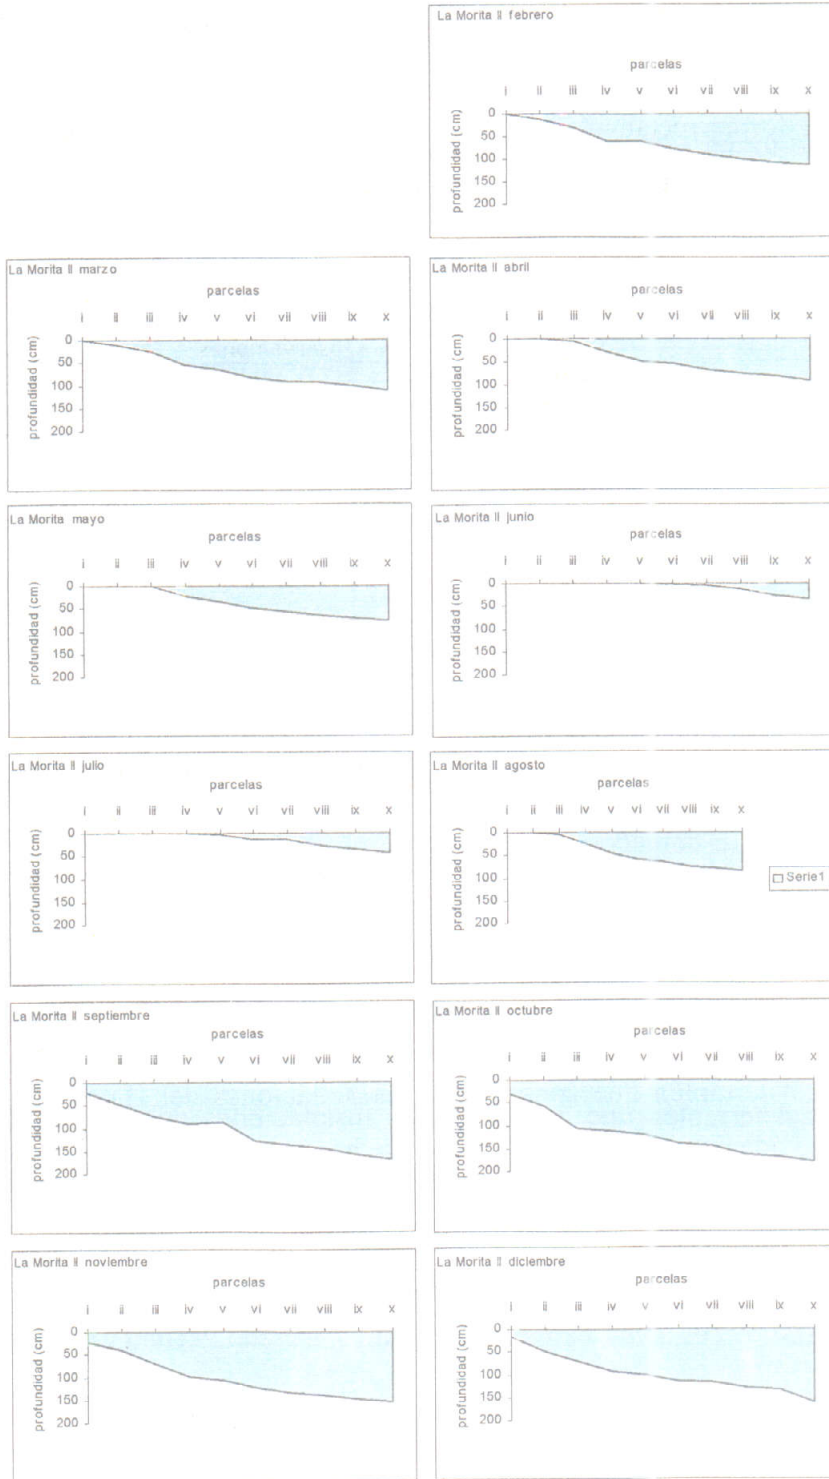 La Morita II febrero
parcelas
i ii iii iv v vi vii viii ix x
profundidad (cm)
0
50
100
150
200
La Morita II marzo
parcelas
i ii iii iv v vi vii viii ix x
profundidad (cm)
0
50
100
150
200
La Morita II abril
parcelas
i ii iii iv v vi vii viii ix x
profundidad (cm)
0
50
100
150
200
La Morita mayo
parcelas
i ii iii iv v vi vii viii ix x
profundidad (cm)
0
50
100
150
200
La Morita II junio
parcelas
i ii iii iv v vi vii viii ix x
profundidad (cm)
0
50
100
150
200
La Morita II julio
parcelas
i ii iii iv v vi vii viii ix x
profundidad (cm)
0
50
100
150
200
La Morita II agosto
parcelas
i ii iii iv v vi vii viii ix x
profundidad (cm)
0
50
100
150
200
Serie1
La Morita II septiembre
parcelas
i ii iii iv v vi vii viii ix x
profundidad (cm)
0
50
100
150
200
La Morita II octubre
parcelas
i ii iii iv v vi vii viii ix x
profundidad (cm)
0
50
100
150
200
La Morita II noviembre
parcelas
i ii iii iv v vi vii viii ix x
profundidad (cm)
0
50
100
150
200
La Morita II diciembre
parcelas
i ii iii iv v vi vii viii ix x
profundidad (cm)
0
50
100
150
200